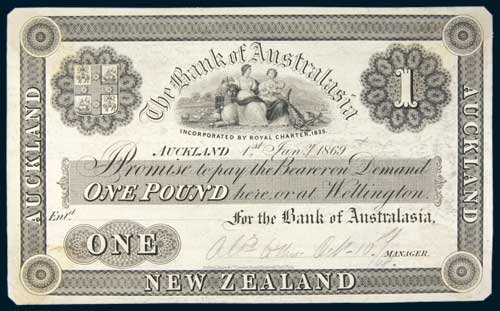 The Bank of Australasia
1
INCORPORATED BY ROYAL CHARTER, 1835.
AUCKLAND 1st Jany 1869
I Promise to pay the Bearer on Demand
ONE POUND here, or at Wellington.
Entd.
For the Bank of Australasia,
ONE
MANAGER.
AUCKLAND
AUCKLAND
NEW ZEALAND